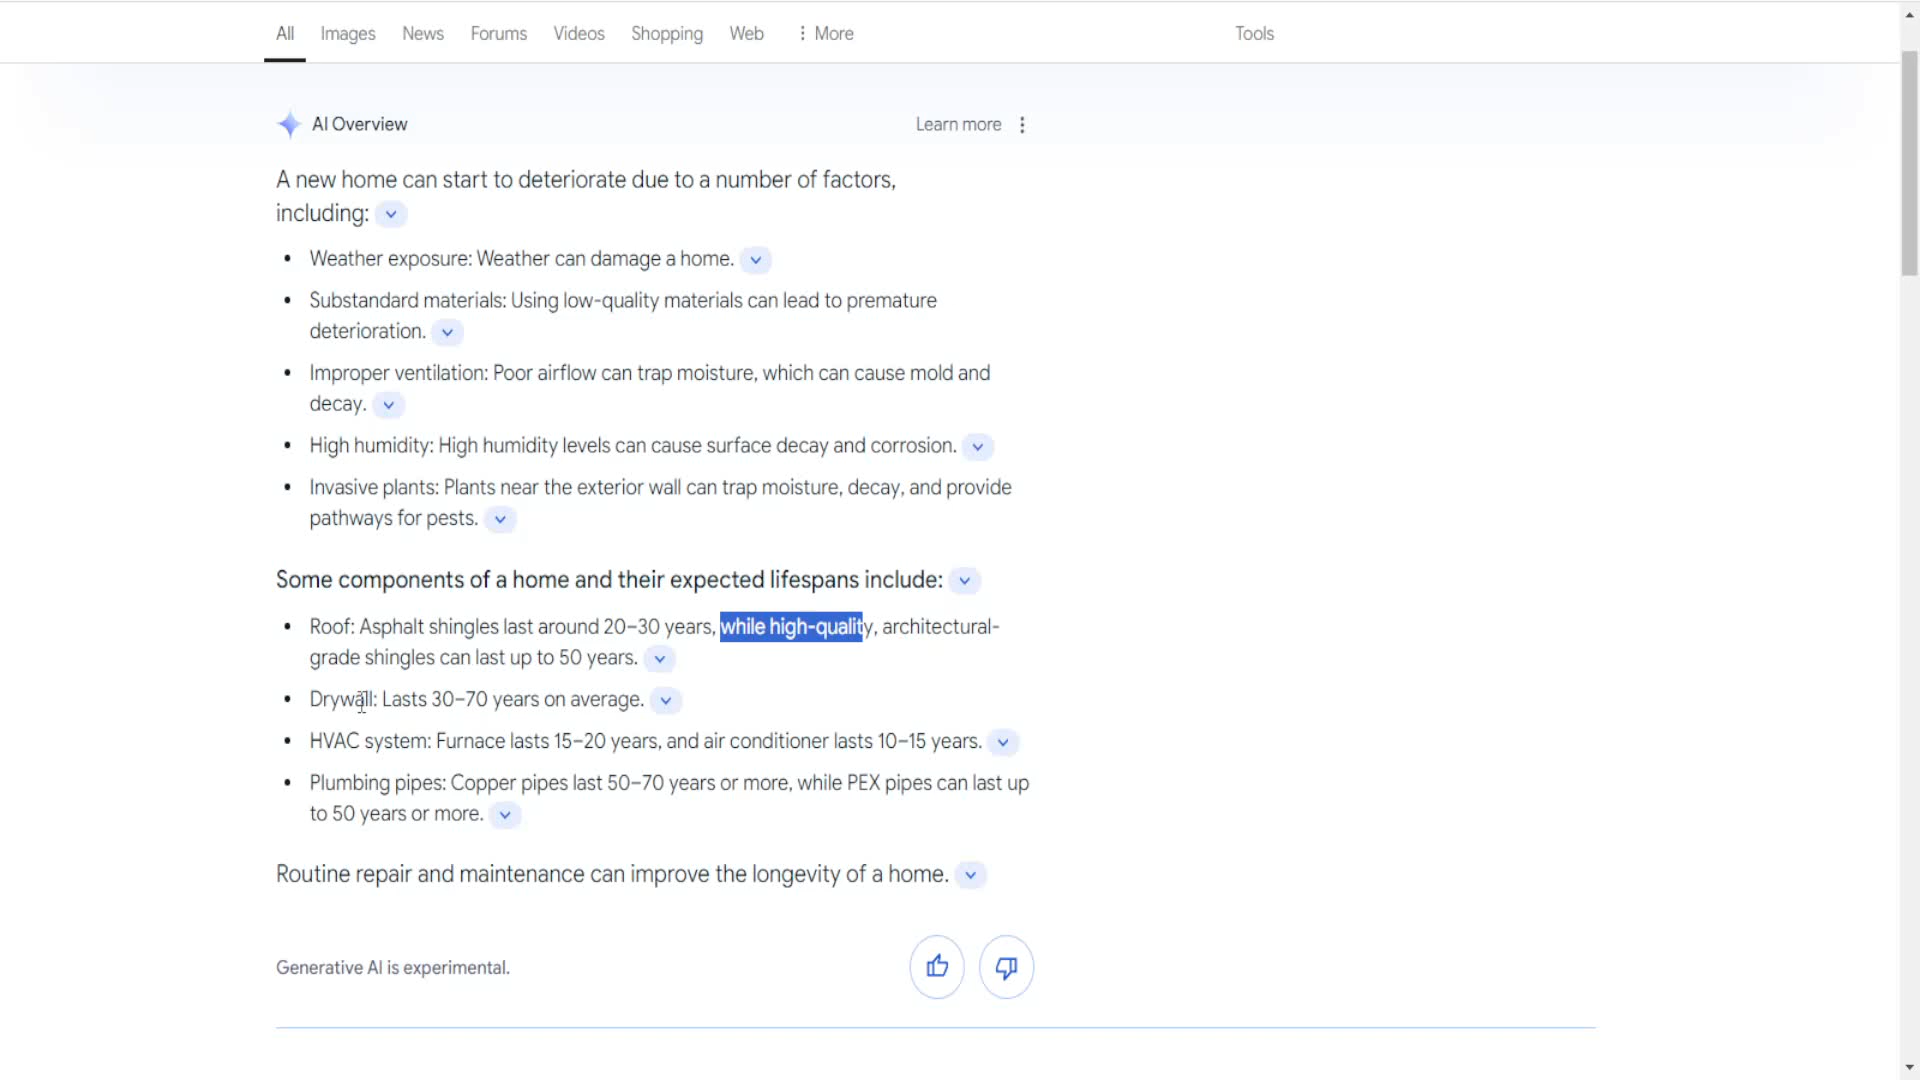 All Images News Forums Videos Shopping Web More Tools
AI Overview Learn more
A new home can start to deteriorate due to a number of factors,
including:
• Weather exposure: Weather can damage a home.
• Substandard materials: Using low-quality materials can lead to premature
deterioration.
• Improper ventilation: Poor airflow can trap moisture, which can cause mold and
decay.
• High humidity: High humidity levels can cause surface decay and corrosion.
• Invasive plants: Plants near the exterior wall can trap moisture, decay, and provide
pathways for pests.
Some components of a home and their expected lifespans include:
• Roof: Asphalt shingles last around 20–30 years, while high-quality, architectural-
grade shingles can last up to 50 years.
• Drywall: Lasts 30–70 years on average.
• HVAC system: Furnace lasts 15–20 years, and air conditioner lasts 10–15 years.
• Plumbing pipes: Copper pipes last 50–70 years or more, while PEX pipes can last up
to 50 years or more.
Routine repair and maintenance can improve the longevity of a home.
Generative AI is experimental.